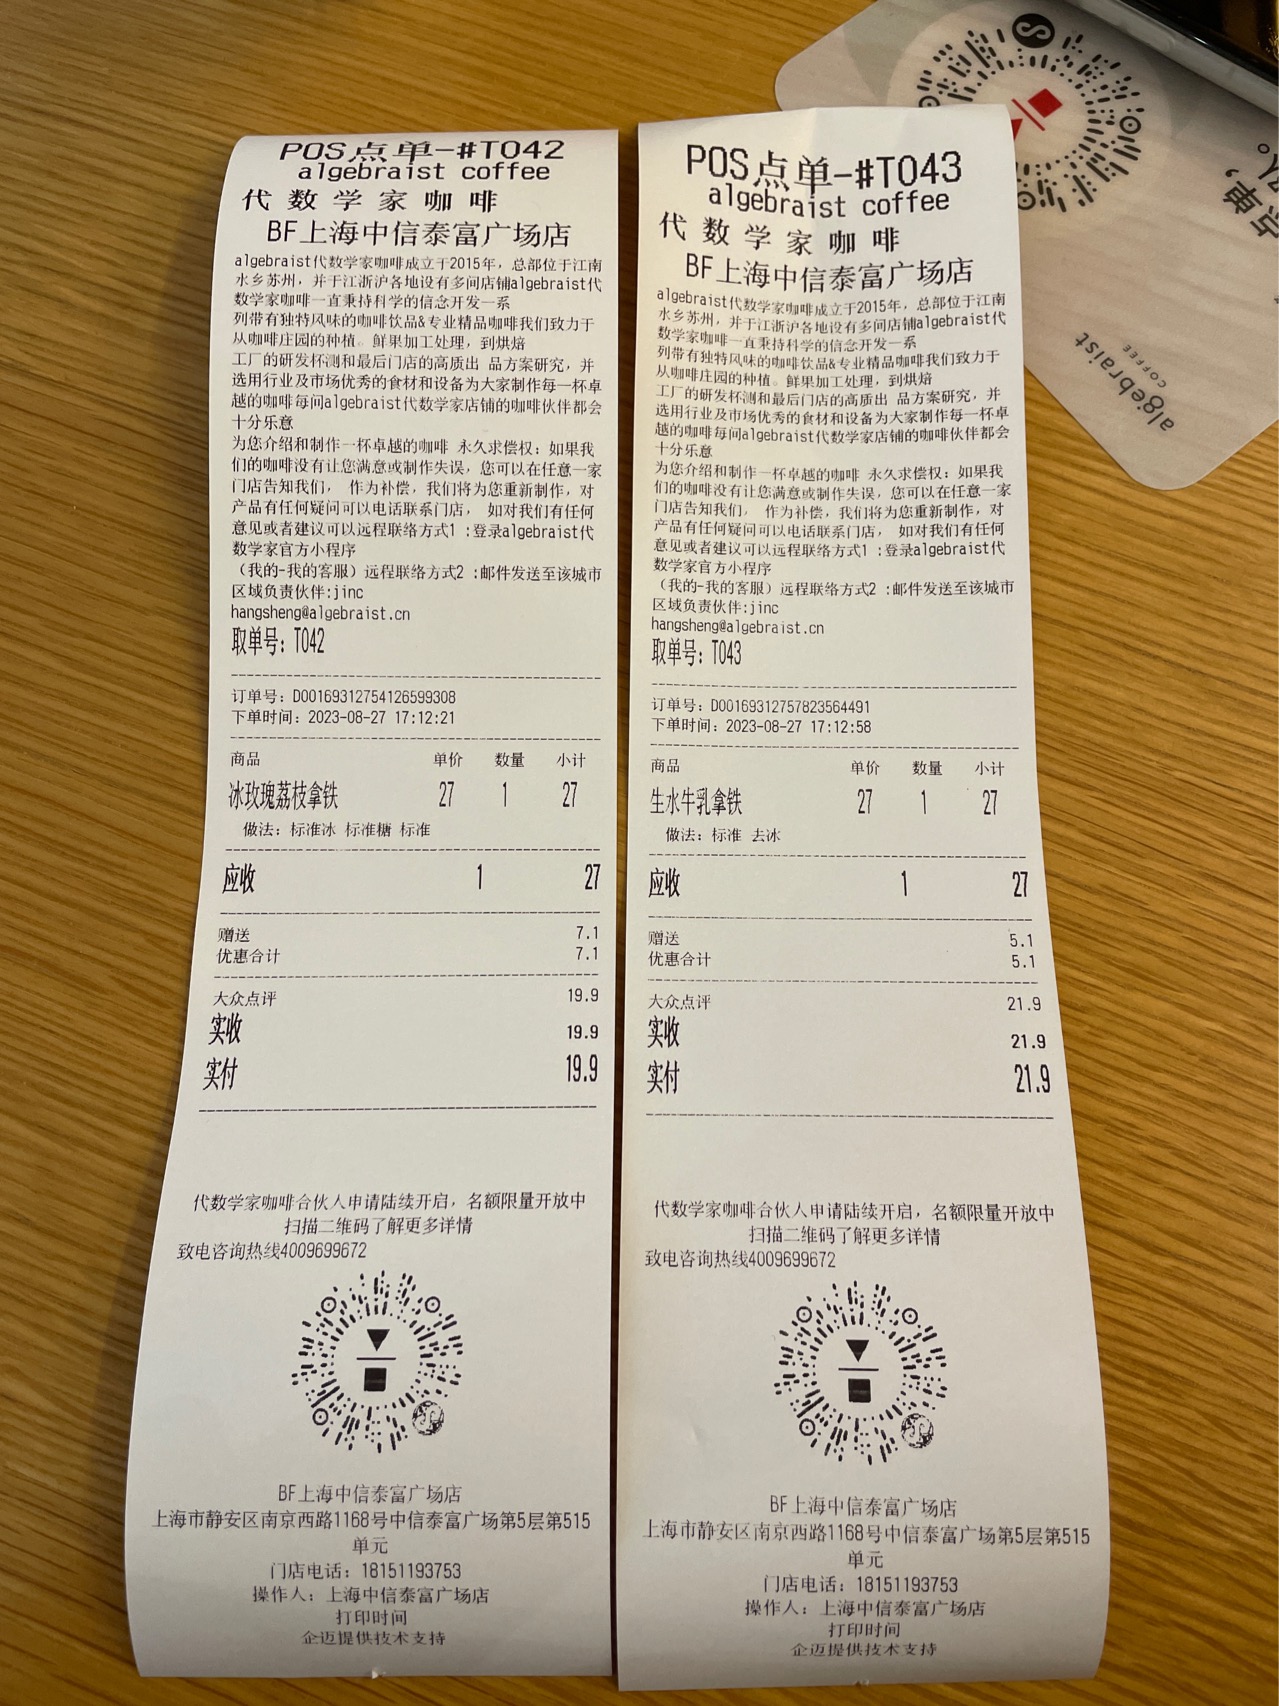 POS点单-#T042
algebraist coffee
代数学家咖啡
BF上海中信泰富广场店
algebraist代数学家咖啡成立于2015年，总部位于江南
水乡苏州，并于江浙沪各地设有多间店铺algebraist代
数学家咖啡一直秉持科学的信念开发一系
列带有独特风味的咖啡饮品&专业精品咖啡我们致力于
从咖啡庄园的种植。鲜果加工处理，到烘焙
工厂的研发杯测和最后门店的高质出 品方案研究，并
选用行业及市场优秀的食材和设备为大家制作每一杯卓
越的咖啡每间algebraist代数学家店铺的咖啡伙伴都会
十分乐意
为您介绍和制作一杯卓越的咖啡 永久求偿权：如果我
们的咖啡没有让您满意或制作失误，您可以在任意一家
门店告知我们， 作为补偿，我们将为您重新制作，对
产品有任何疑问可以电话联系门店， 如对我们有任何
意见或者建议可以远程联络方式1 :登录algebraist代
数学家官方小程序
（我的-我的客服）远程联络方式2 :邮件发送至该城市
区域负责伙伴:jinc
hangsheng@algebraist.cn
取单号：T042
订单号：D00169312754126599308
下单时间：2023-08-27 17:12:21
商品 单价 数量 小计
冰玫瑰荔枝拿铁 27 1 27
做法：标准冰 标准糖 标准
应收 1 27
赠送 7.1
优惠合计 7.1
大众点评 19.9
实收 19.9
实付 19.9
代数学家咖啡合伙人申请陆续开启，名额限量开放中
扫描二维码了解更多详情
致电咨询热线4009699672
BF上海中信泰富广场店
上海市静安区南京西路1168号中信泰富广场第5层第515
单元
门店电话：18151193753
操作人：上海中信泰富广场店
打印时间
企迈提供技术支持
POS点单-#T043
algebraist coffee
代数学家咖啡
BF上海中信泰富广场店
algebraist代数学家咖啡成立于2015年，总部位于江南
水乡苏州，并于江浙沪各地设有多间店铺algebraist代
数学家咖啡一直秉持科学的信念开发一系
列带有独特风味的咖啡饮品&专业精品咖啡我们致力于
从咖啡庄园的种植。鲜果加工处理，到烘焙
工厂的研发杯测和最后门店的高质出 品方案研究，并
选用行业及市场优秀的食材和设备为大家制作每一杯卓
越的咖啡每间algebraist代数学家店铺的咖啡伙伴都会
十分乐意
为您介绍和制作一杯卓越的咖啡 永久求偿权：如果我
们的咖啡没有让您满意或制作失误，您可以在任意一家
门店告知我们， 作为补偿，我们将为您重新制作，对
产品有任何疑问可以电话联系门店， 如对我们有任何
意见或者建议可以远程联络方式1 :登录algebraist代
数学家官方小程序
（我的-我的客服）远程联络方式2 :邮件发送至该城市
区域负责伙伴:jinc
hangsheng@algebraist.cn
取单号：T043
订单号：D00169312757823564491
下单时间：2023-08-27 17:12:58
商品 单价 数量 小计
生水牛乳拿铁 27 1 27
做法：标准 去冰
应收 1 27
赠送 5.1
优惠合计 5.1
大众点评 21.9
实收 21.9
实付 21.9
代数学家咖啡合伙人申请陆续开启，名额限量开放中
扫描二维码了解更多详情
致电咨询热线4009699672
BF上海中信泰富广场店
上海市静安区南京西路1168号中信泰富广场第5层第515
单元
门店电话：18151193753
操作人：上海中信泰富广场店
打印时间
企迈提供技术支持
algebraist
COFFEE